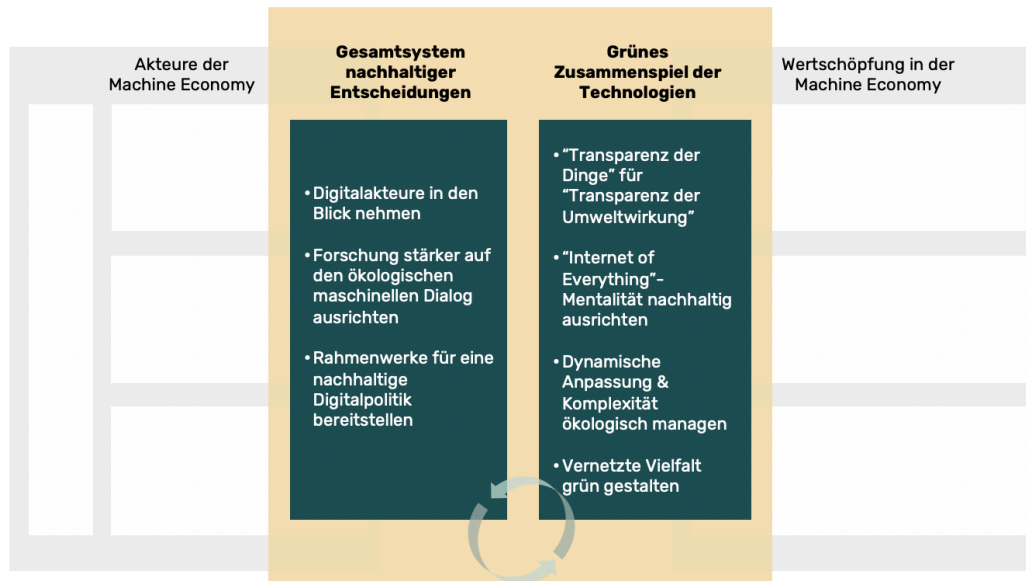 Akteure der
Machine Economy
Gesamtsystem
nachhaltiger
Entscheidungen
• Digitalakteure in den
Blick nehmen
• Forschung stärker auf
den ökologischen
maschinellen Dialog
ausrichten
• Rahmenwerke für eine
nachhaltige
Digitalpolitik
bereitstellen
Grünes
Zusammenspiel der
Technologien
• “Transparenz der
Dinge” für
“Transparenz der
Umweltwirkung”
• “Internet of
Everything”-
Mentalität nachhaltig
ausrichten
• Dynamische
Anpassung &
Komplexität
ökologisch managen
• Vernetzte Vielfalt
grün gestalten
Wertschöpfung in der
Machine Economy